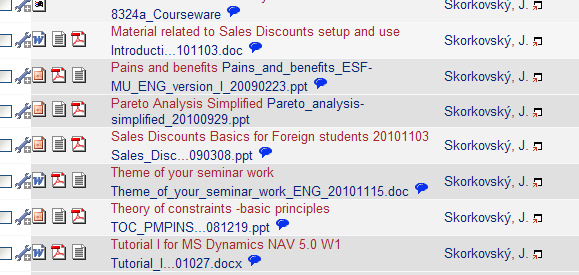 8324a_Courseware
Material related to Sales Discounts setup and use
Introducti...101103.doc
Skorkovský, J.
Pains and benefits Pains_and_benefits_ESF-
MU_ENG_version_I_20090223.ppt
Skorkovský, J.
Pareto Analysis Simplified Pareto_analysis-
simplified_20100929.ppt
Skorkovský, J.
Sales Discounts Basics for Foreign students 20101103
Sales_Disc...090308.ppt
Skorkovský, J.
Theme of your seminar work
Theme_of_your_seminar_work_ENG_20101115.doc
Skorkovský, J.
Theory of constraints -basic principles
TOC_PMPINS...081219.ppt
Skorkovský, J.
Tutorial I for MS Dynamics NAV 5.0 W1
Tutorial_I...01027.docx
Skorkovský, J.
Skorkovský, J.